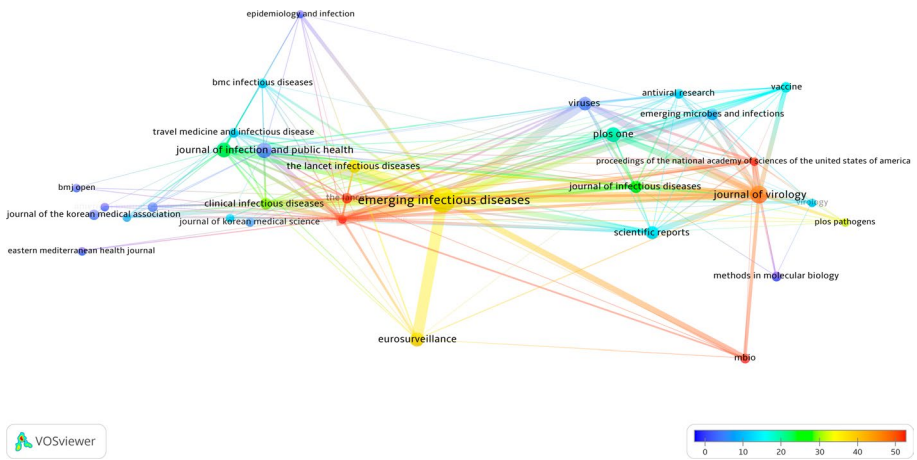 epidemiology and infection
bmc infectious diseases
vaccine
antiviral research
viruses
emerging microbes and infections
travel medicine and infectious disease
plos one
journal of infection and public health
proceedings of the national academy of sciences of the united states of america
the lancet infectious diseases
bmj open
journal of infectious diseases
journal of virology
the lancet
emerging infectious diseases
clinical infectious diseases
virology
journal of the korean medical association
journal of korean medical science
plos pathogens
scientific reports
eastern mediterranean health journal
methods in molecular biology
eurosurveillance
mbio
VOSviewer
0 10 20 30 40 50